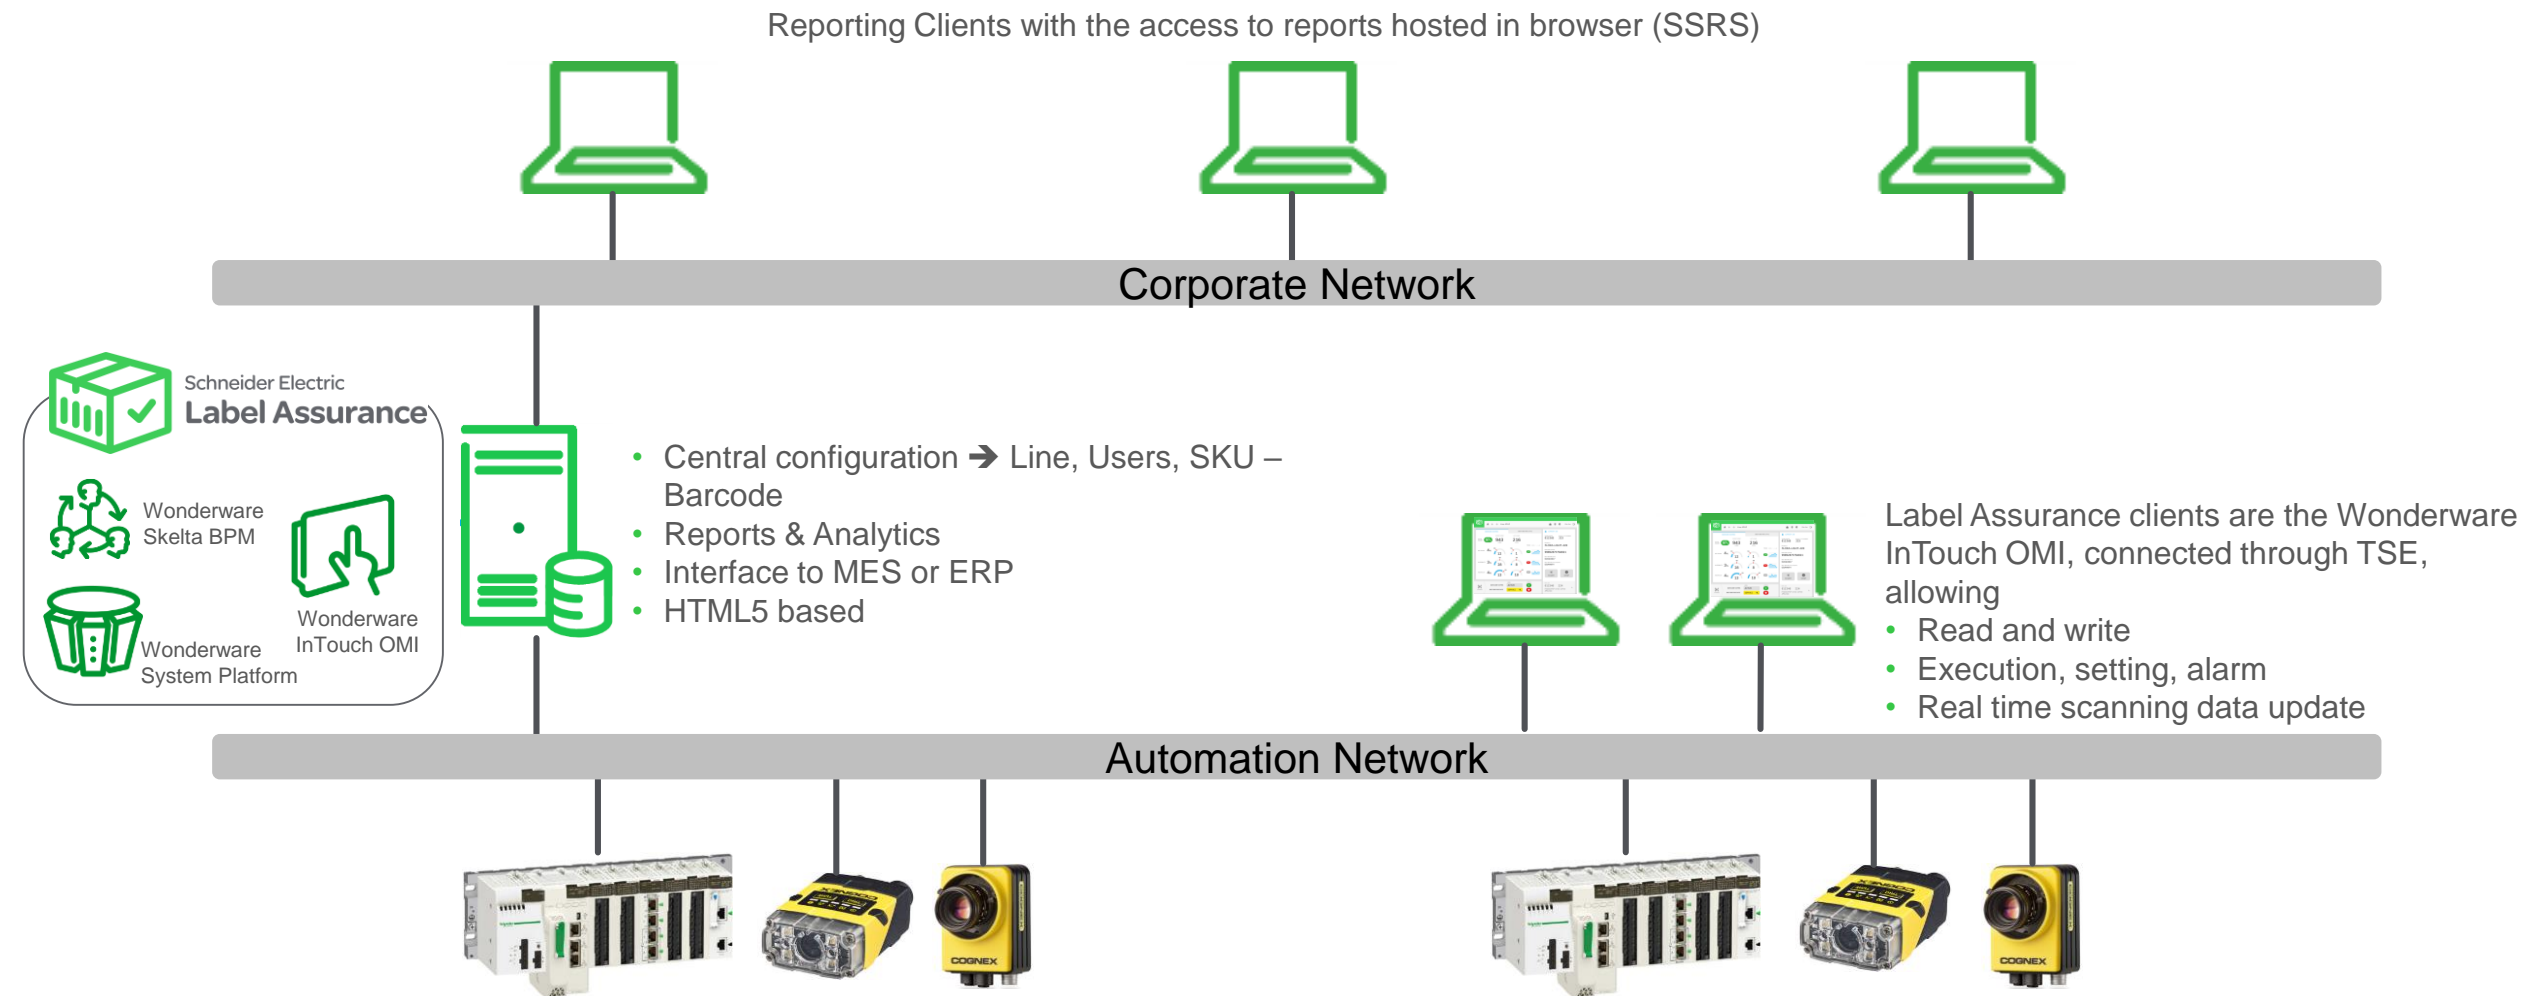 Reporting Clients with the access to reports hosted in browser (SSRS)
Corporate Network
Schneider Electric
Label Assurance
Wonderware
Skelta BPM
Wonderware
InTouch OMI
Wonderware
System Platform
• Central configuration ➔ Line, Users, SKU –
Barcode
• Reports & Analytics
• Interface to MES or ERP
• HTML5 based
Label Assurance clients are the Wonderware
InTouch OMI, connected through TSE,
allowing
• Read and write
• Execution, setting, alarm
• Real time scanning data update
Automation Network
COGNEX
COGNEX
COGNEX
COGNEX